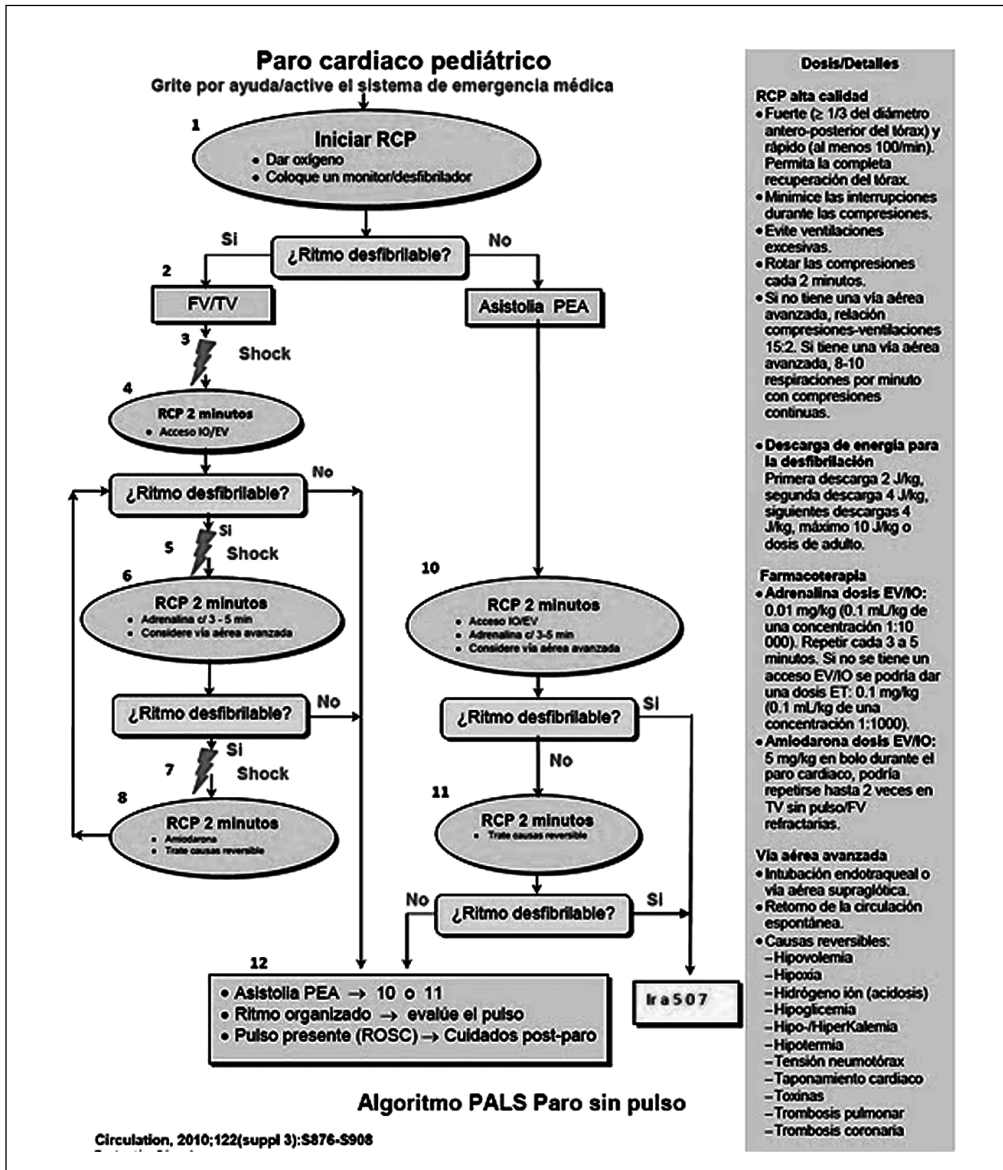 Paro cardiaco pediátrico
Grite por ayuda/active el sistema de emergencia médica
1
Iniciar RCP
• Dar oxígeno
• Coloque un monitor/desfibrilador
Si
¿Ritmo desfibrilable?
No
2
FV/TV
Asistolia PEA
3
Shock
4
RCP 2 minutos
• Acceso IO/EV
¿Ritmo desfibrilable?
No
Si
5
Shock
6
RCP 2 minutos
• Adrenalina c/ 3 - 5 min
• Considere vía aérea avanzada
10
RCP 2 minutos
• Acceso IO/EV
• Adrenalina c/ 3-5 min
• Considere vía aérea avanzada
¿Ritmo desfibrilable?
No
¿Ritmo desfibrilable?
Si
Si
No
7
Shock
8
RCP 2 minutos
• Amiodarona
• Trate causas reversible
11
RCP 2 minutos
• Trate causas reversible
No
¿Ritmo desfibrilable?
Si
12
• Asistolia PEA → 10 o 11
• Ritmo organizado → evalúe el pulso
• Pulso presente (ROSC) → Cuidados post-paro
Ir a 5 0 7
Algoritmo PALS Paro sin pulso
Circulation, 2010;122(suppl 3):S876-S908
Dosis/Detalles
RCP alta calidad
• Fuerte (≥ 1/3 del diámetro
antero-posterior del tórax) y
rápido (al menos 100/min).
Permita la completa
recuperación del tórax.
• Minimice las interrupciones
durante las compresiones.
• Evite ventilaciones
excesivas.
• Rotar las compresiones
cada 2 minutos.
• Si no tiene una vía aérea
avanzada, relación
compresiones-ventilaciones
15:2. Si tiene una vía aérea
avanzada, 8-10
respiraciones por minuto
con compresiones
continuas.
• Descarga de energía para
la desfibrilación
Primera descarga 2 J/kg,
segunda descarga 4 J/kg,
siguientes descargas 4
J/kg, máximo 10 J/kg o
dosis de adulto.
Farmacoterapia
• Adrenalina dosis EV/IO:
0.01 mg/kg (0.1 mL/kg de
una concentración 1:10
000). Repetir cada 3 a 5
minutos. Si no se tiene un
acceso EV/IO se podría dar
una dosis ET: 0.1 mg/kg
(0.1 mL/kg de una
concentración 1:1000).
• Amiodarona dosis EV/IO:
5 mg/kg en bolo durante el
paro cardiaco, podría
repetirse hasta 2 veces en
TV sin pulso/FV
refractarias.
Vía aérea avanzada
• Intubación endotraqueal o
vía aérea supraglótica.
• Retorno de la circulación
espontánea.
• Causas reversibles:
– Hipovolemia
– Hipoxia
– Hidrógeno ión (acidosis)
– Hipoglicemia
– Hipo-/HiperKalemia
– Hipotermia
– Tensión neumotórax
– Taponamiento cardiaco
– Toxinas
– Trombosis pulmonar
– Trombosis coronaria